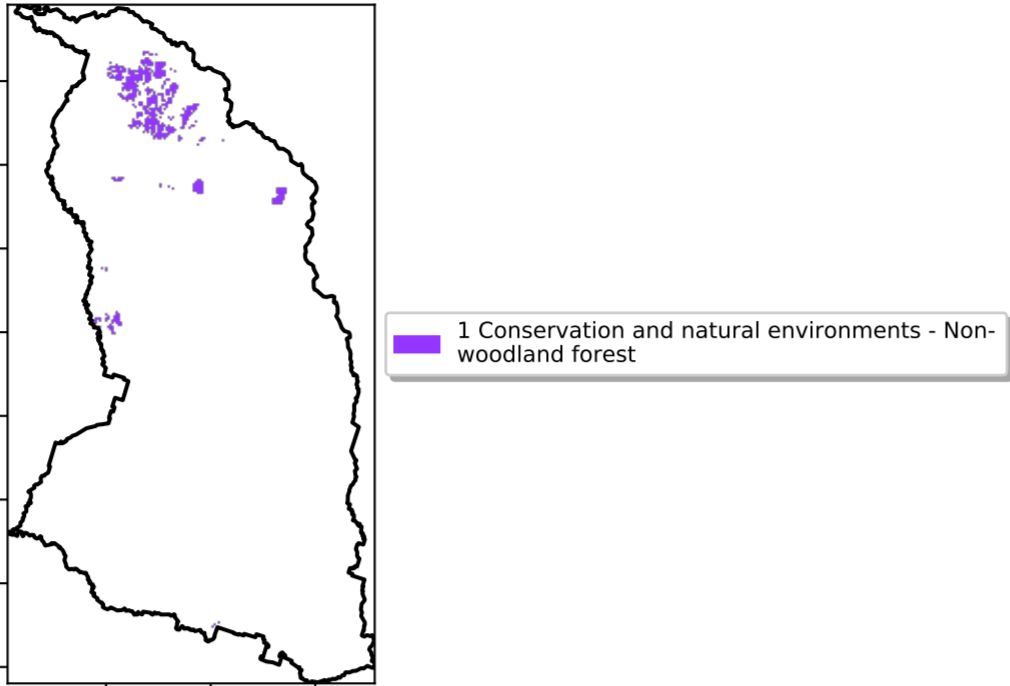 1 Conservation and natural environments - Non-
woodland forest